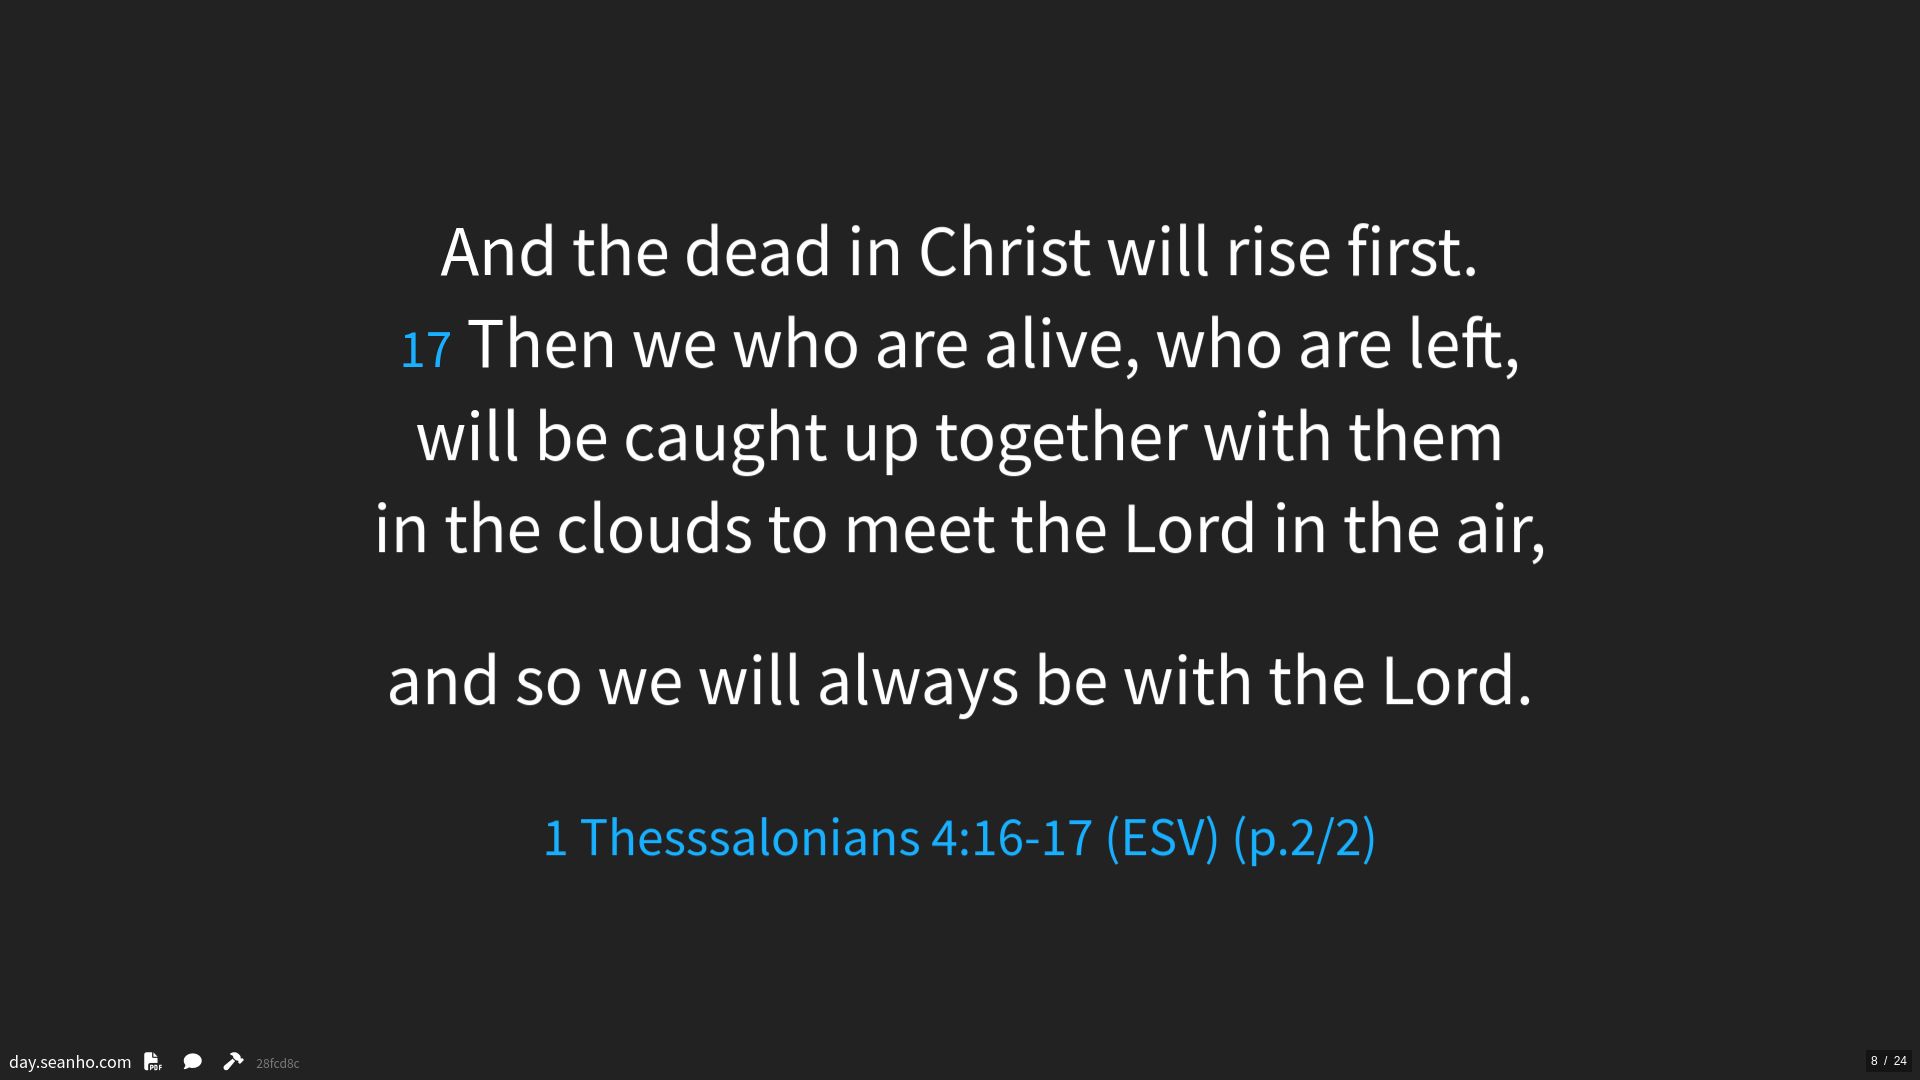 And the dead in Christ will rise first.
17 Then we who are alive, who are left,
will be caught up together with them
in the clouds to meet the Lord in the air,
and so we will always be with the Lord.
1 Thesssalonians 4:16-17 (ESV) (p.2/2)
day.seanho.com PDF 28fcd8c
8 / 24